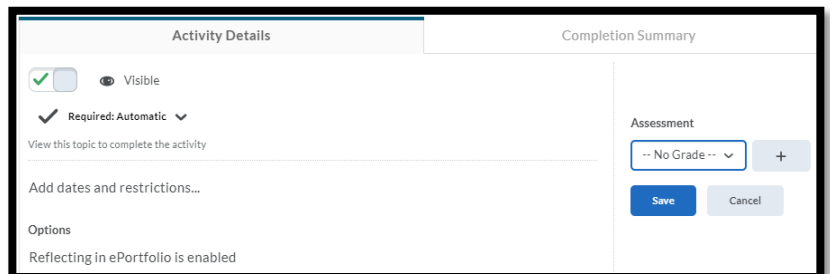 Activity Details
Completion Summary
Visible
Required: Automatic
View this topic to complete the activity
Add dates and restrictions...
Options
Reflecting in ePortfolio is enabled
Assessment
-- No Grade --
+
Save Cancel